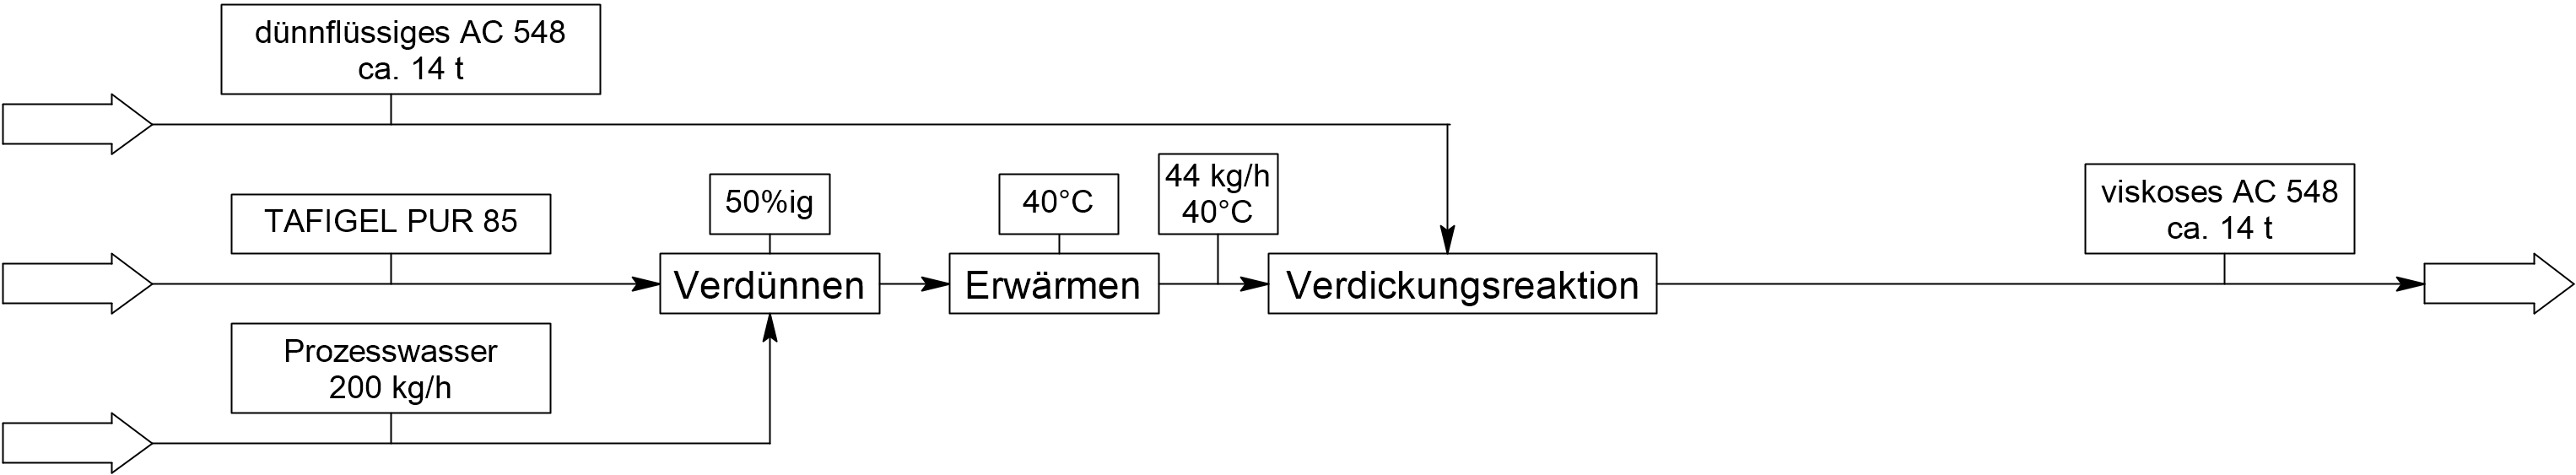 dünnflüssiges AC 548
ca. 14 t
TAFIGEL PUR 85
Prozesswasser
200 kg/h
50%ig
Verdünnen
40°C
Erwärmen
44 kg/h
40°C
Verdickungsreaktion
viskoses AC 548
ca. 14 t